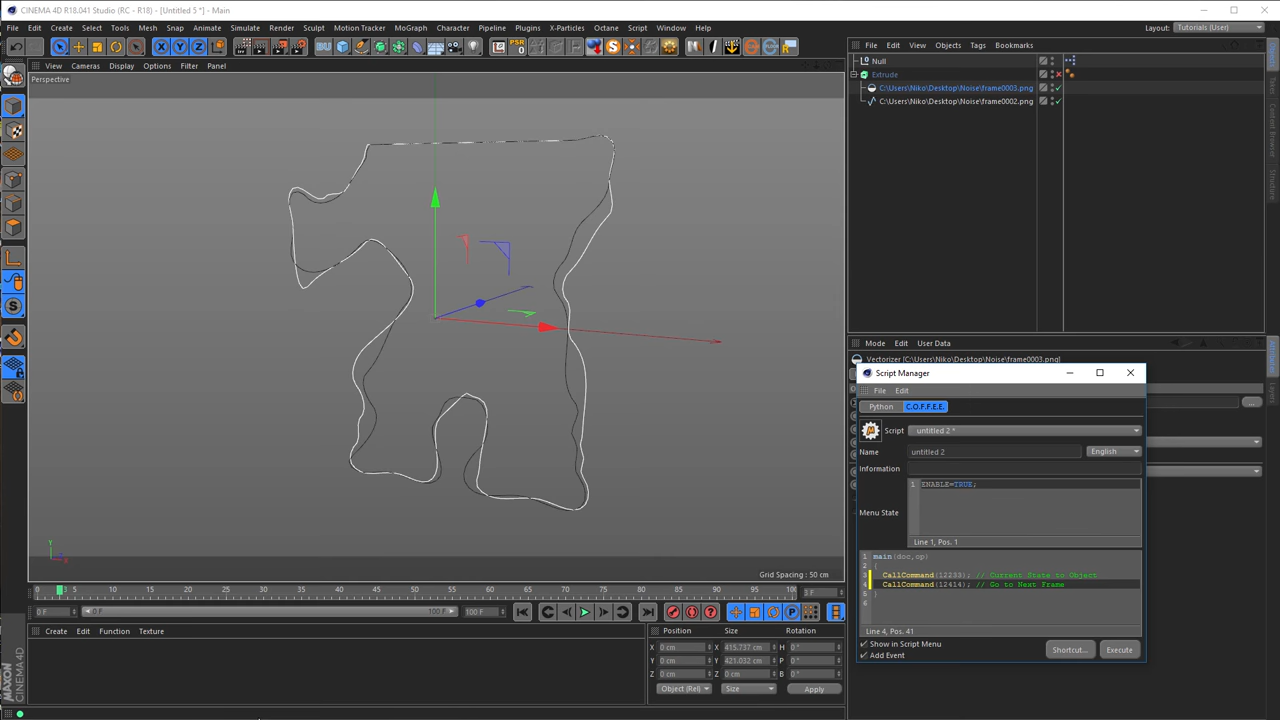 CINEMA 4D R18.041 Studio (RC - R18) - [Untitled 5 *] - Main
File Edit Create Select Tools Mesh Snap Animate Simulate Render Sculpt Motion Tracker MoGraph Character Pipeline Plugins X-Particles Octane Script Window Help
Layout: Tutorials (User)
PSR
0
View Cameras Display Options Filter Panel
Perspective
File Edit View Objects Tags Bookmarks
Null
Extrude
C:\Users\Niko\Desktop\Noise\frame0003.png
C:\Users\Niko\Desktop\Noise\frame0002.png
Mode Edit User Data
Vectorizer [C:\Users\Niko\Desktop\Noise\frame0003.png]
Script Manager
File Edit
Python C.O.F.F.E.E.
Script untitled 2 *
Name untitled 2 English
Information
Menu State
1 ENABLE=TRUE;
Line 1, Pos. 1
1 main(doc,op)
2 {
3 CallCommand(12233); // Current State to Object
4 CallCommand(12414); // Go to Next Frame
5 }
6
Line 4, Pos. 41
Show in Script Menu
Add Event
Shortcut... Execute
Y
X
Grid Spacing : 50 cm
0 5 10 15 20 25 30 35 40 45 50 55 60 65 70 75 80 85 90 95 100 3 F
0 F 0 F 100 F 100 F
Create Edit Function Texture
Position Size Rotation
X 0 cm X 415.737 cm H 0 °
Y 0 cm Y 421.032 cm P 0 °
Z 0 cm Z 0 cm B 0 °
Object (Rel) Size Apply
MAXON
CINEMA 4D